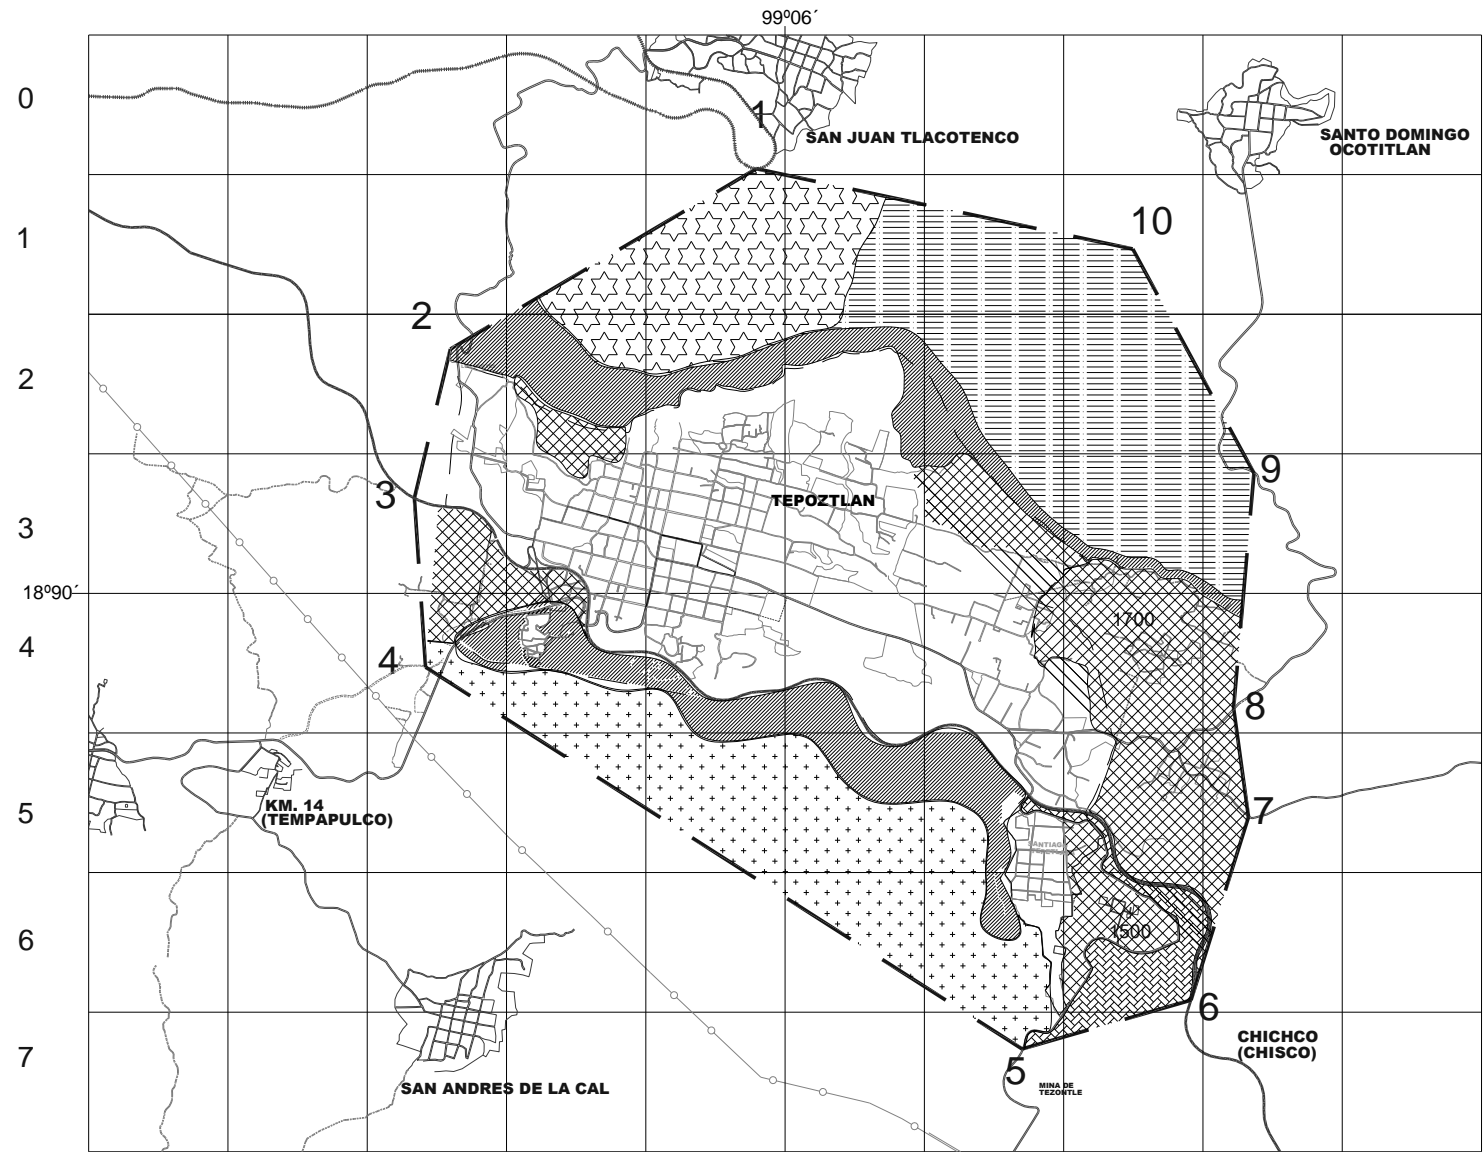 99º06´
0
1
SAN JUAN TLACOTENCO
SANTO DOMINGO
OCOTITLAN
10
1
2
2
9
3
TEPOZTLAN
3
18º90´
1700
4
4
8
KM. 14
(TEMPAPULCO)
5
7
SANTIAGO
6
1500
6
CHICHCO
(CHISCO)
7
5
MINA DE
TEZONTLE
SAN ANDRES DE LA CAL